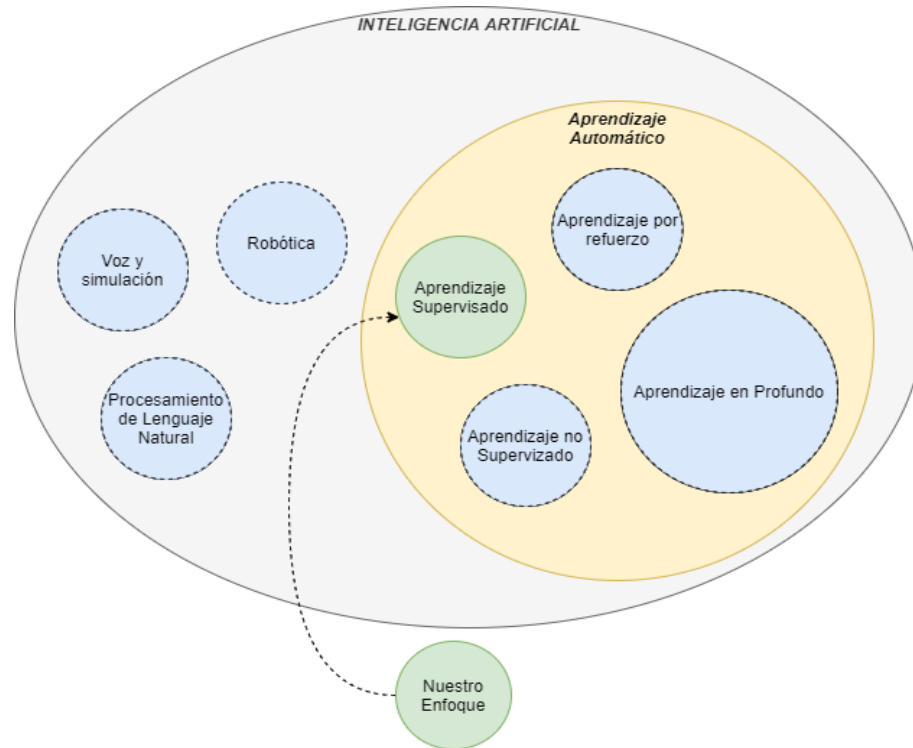 INTELIGENCIA ARTIFICIAL
Aprendizaje
Automático
Aprendizaje por
refuerzo
Robótica
Voz y
simulación
Aprendizaje
Supervisado
Procesamiento
de Lenguaje
Natural
Aprendizaje en Profundo
Aprendizaje no
Supervizado
Nuestro
Enfoque